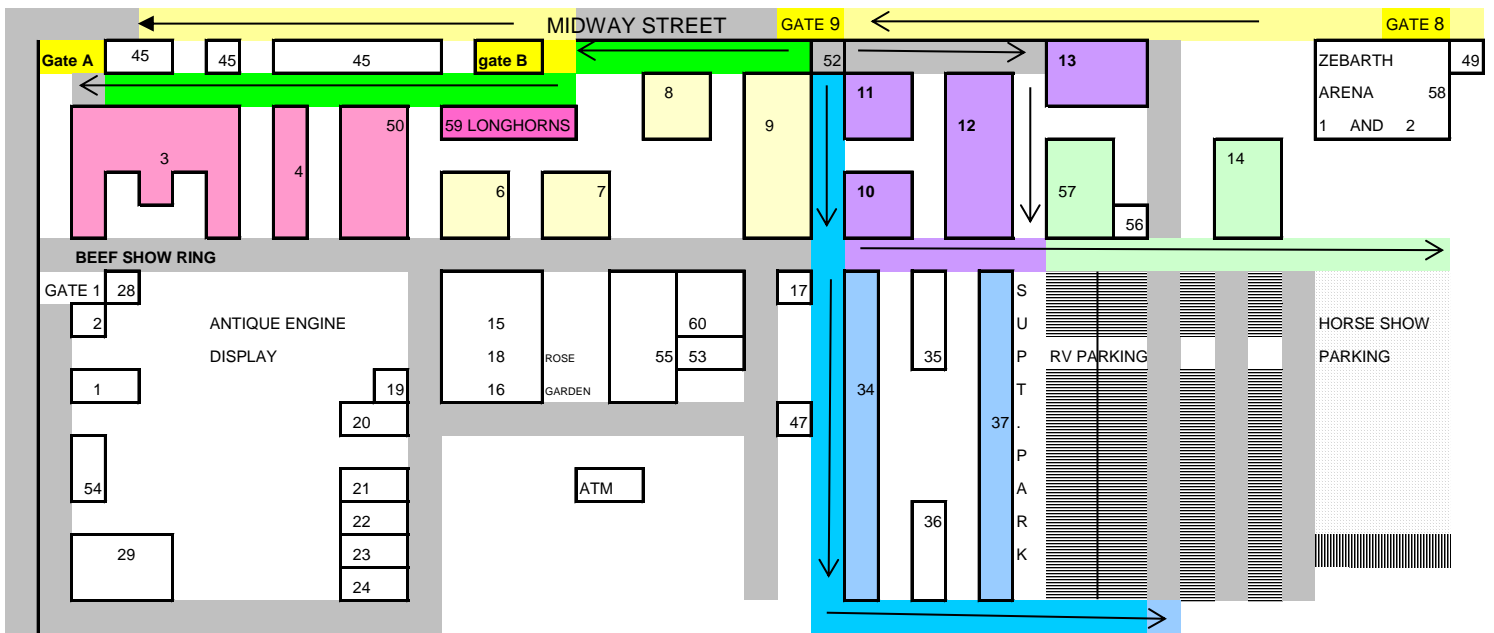 MIDWAY STREET GATE 9 GATE 8
Gate A 45 45 45 gate B 52 13 ZEBARTH 49
8 11 ARENA 58
50 59 LONGHORNS 9 12 1 AND 2
3 14
4
6 7 10 57
56
BEEF SHOW RING
GATE 1 28 17 S
2 ANTIQUE ENGINE 15 60 U HORSE SHOW
DISPLAY 18 ROSE 55 53 35 P RV PARKING PARKING
1 19 16 GARDEN 34 T
20 47 37 .
P
54 21 ATM A
22 36 R
29 23 K
24